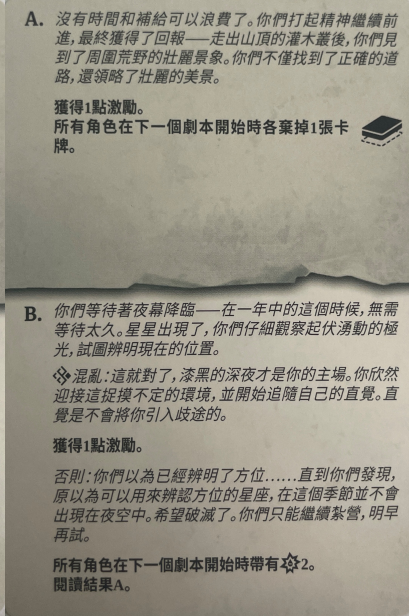 A. 沒有時間和補給可以浪費了。你們打起精神繼續前
進，最終獲得了回報——走出山頂的灌木叢後，你們見
到了周圍荒野的壯麗景象。你們不僅找到了正確的道
路，還領略了壯麗的美景。
獲得1點激勵。
所有角色在下一個劇本開始時各棄掉1張卡
牌。
B. 你們等待著夜幕降臨——在一年中的這個時候，無需
等待太久。星星出現了，你們仔細觀察起伏湧動的極
光，試圖辨明現在的位置。
混亂：這就對了，漆黑的深夜才是你的主場。你欣然
迎接這捉摸不定的環境，並開始追隨自己的直覺。直
覺是不會將你引入歧途的。
獲得1點激勵。
否則：你們以為已經辨明了方位……直到你們發現，
原以為可以用來辨認方位的星座，在這個季節並不會
出現在夜空中。希望破滅了。你們只能繼續紮營，明早
再試。
所有角色在下一個劇本開始時帶有2。
閱讀結果A。